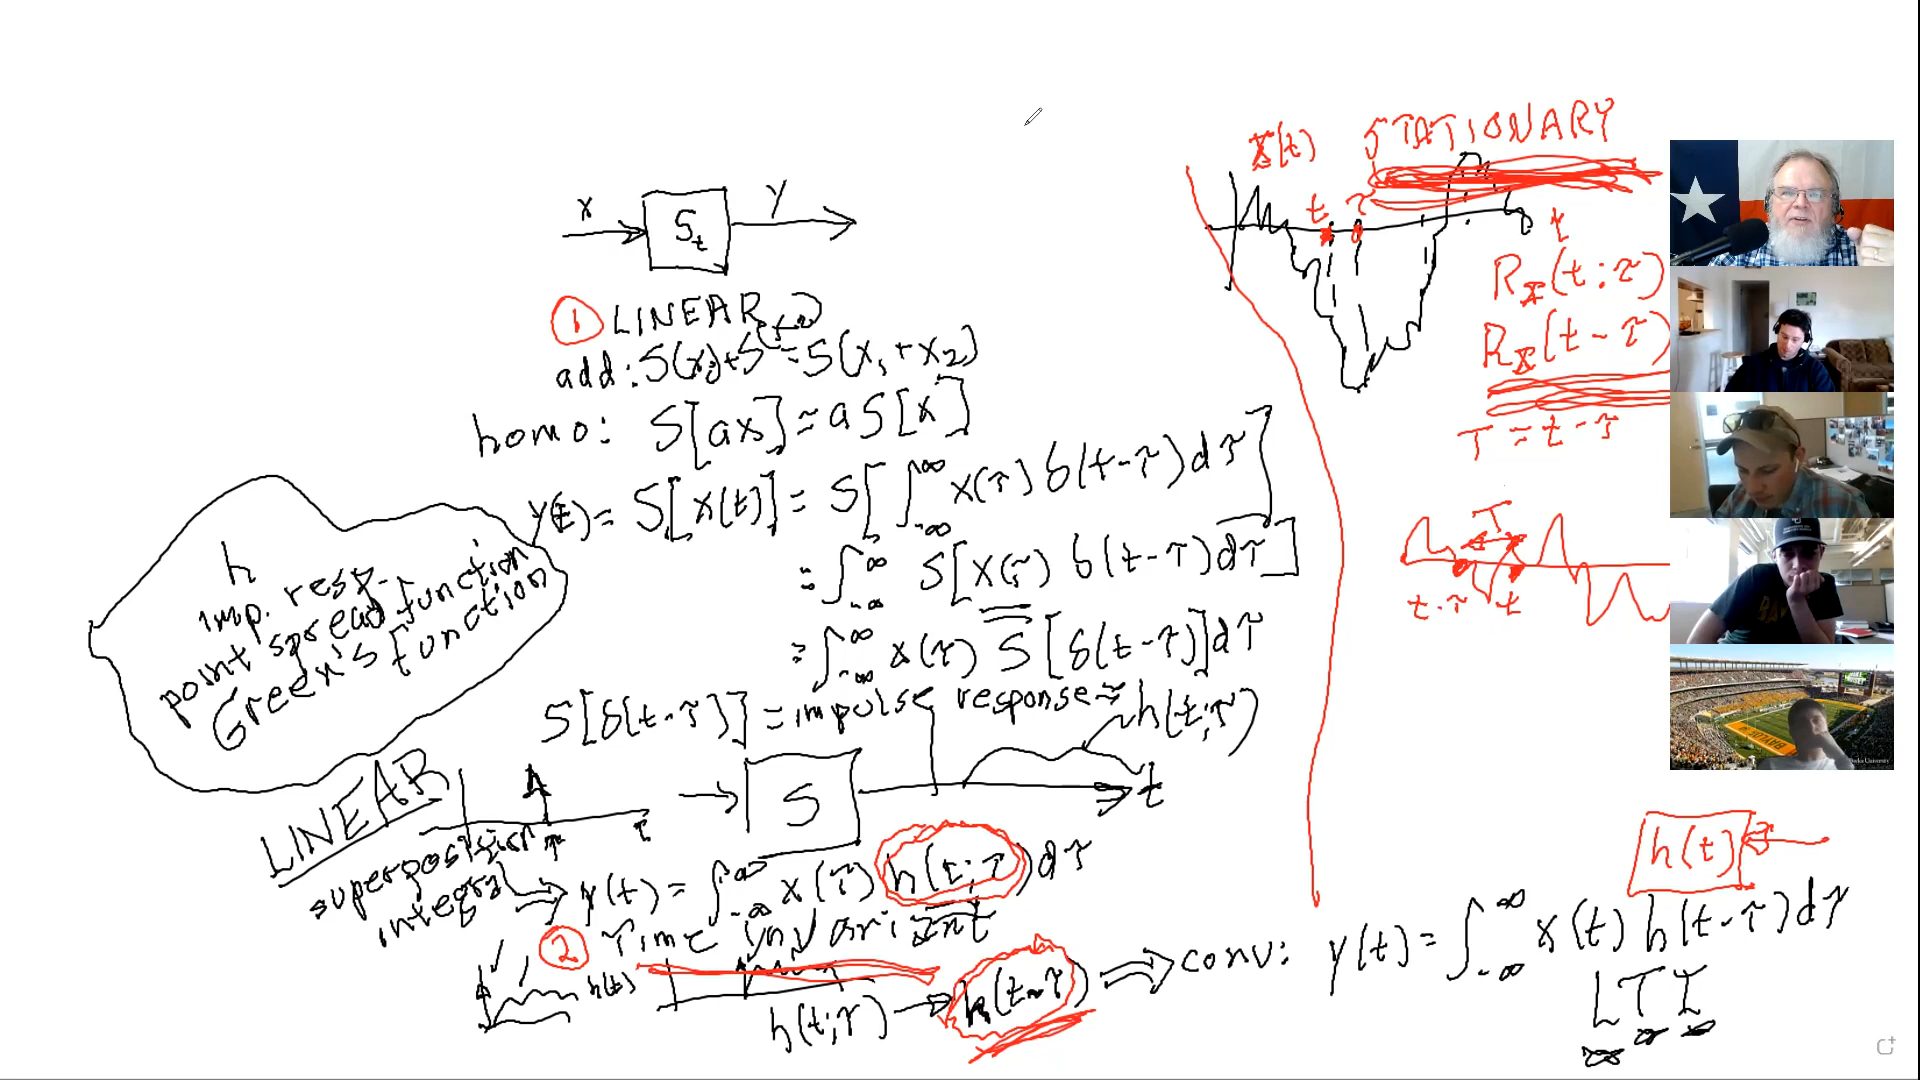 x S_t y
① LINEAR
add: S(x₁)+S(x₂) = S(x₁+x₂)
homo: S[ax] = a S[x]
y(t) = S[x(t)] = S[∫_{-∞}^{∞} x(τ) δ(t-τ) dτ]
= ∫_{-∞}^{∞} S[x(τ) δ(t-τ) dτ]
= ∫_{-∞}^{∞} x(τ) S[δ(t-τ)] dτ
S[δ(t-τ)] = impulse response = h(t;τ)
h
imp. resp.
point spread function
Green's function
LINEAR
τ t
S
t
superposition
integral
⇒ y(t) = ∫_{-∞}^{∞} x(τ) h(t;τ) dτ
② Time invariant
h(t)
h(t;τ) → h(t-τ) ⇒ conv: y(t) = ∫_{-∞}^{∞} x(t) h(t-τ) dτ
LTI
X(t) STATIONARY
t τ
t
R_X(t;τ)
R_X(t-τ)
T = t-τ
T
t-τ t
h(t)